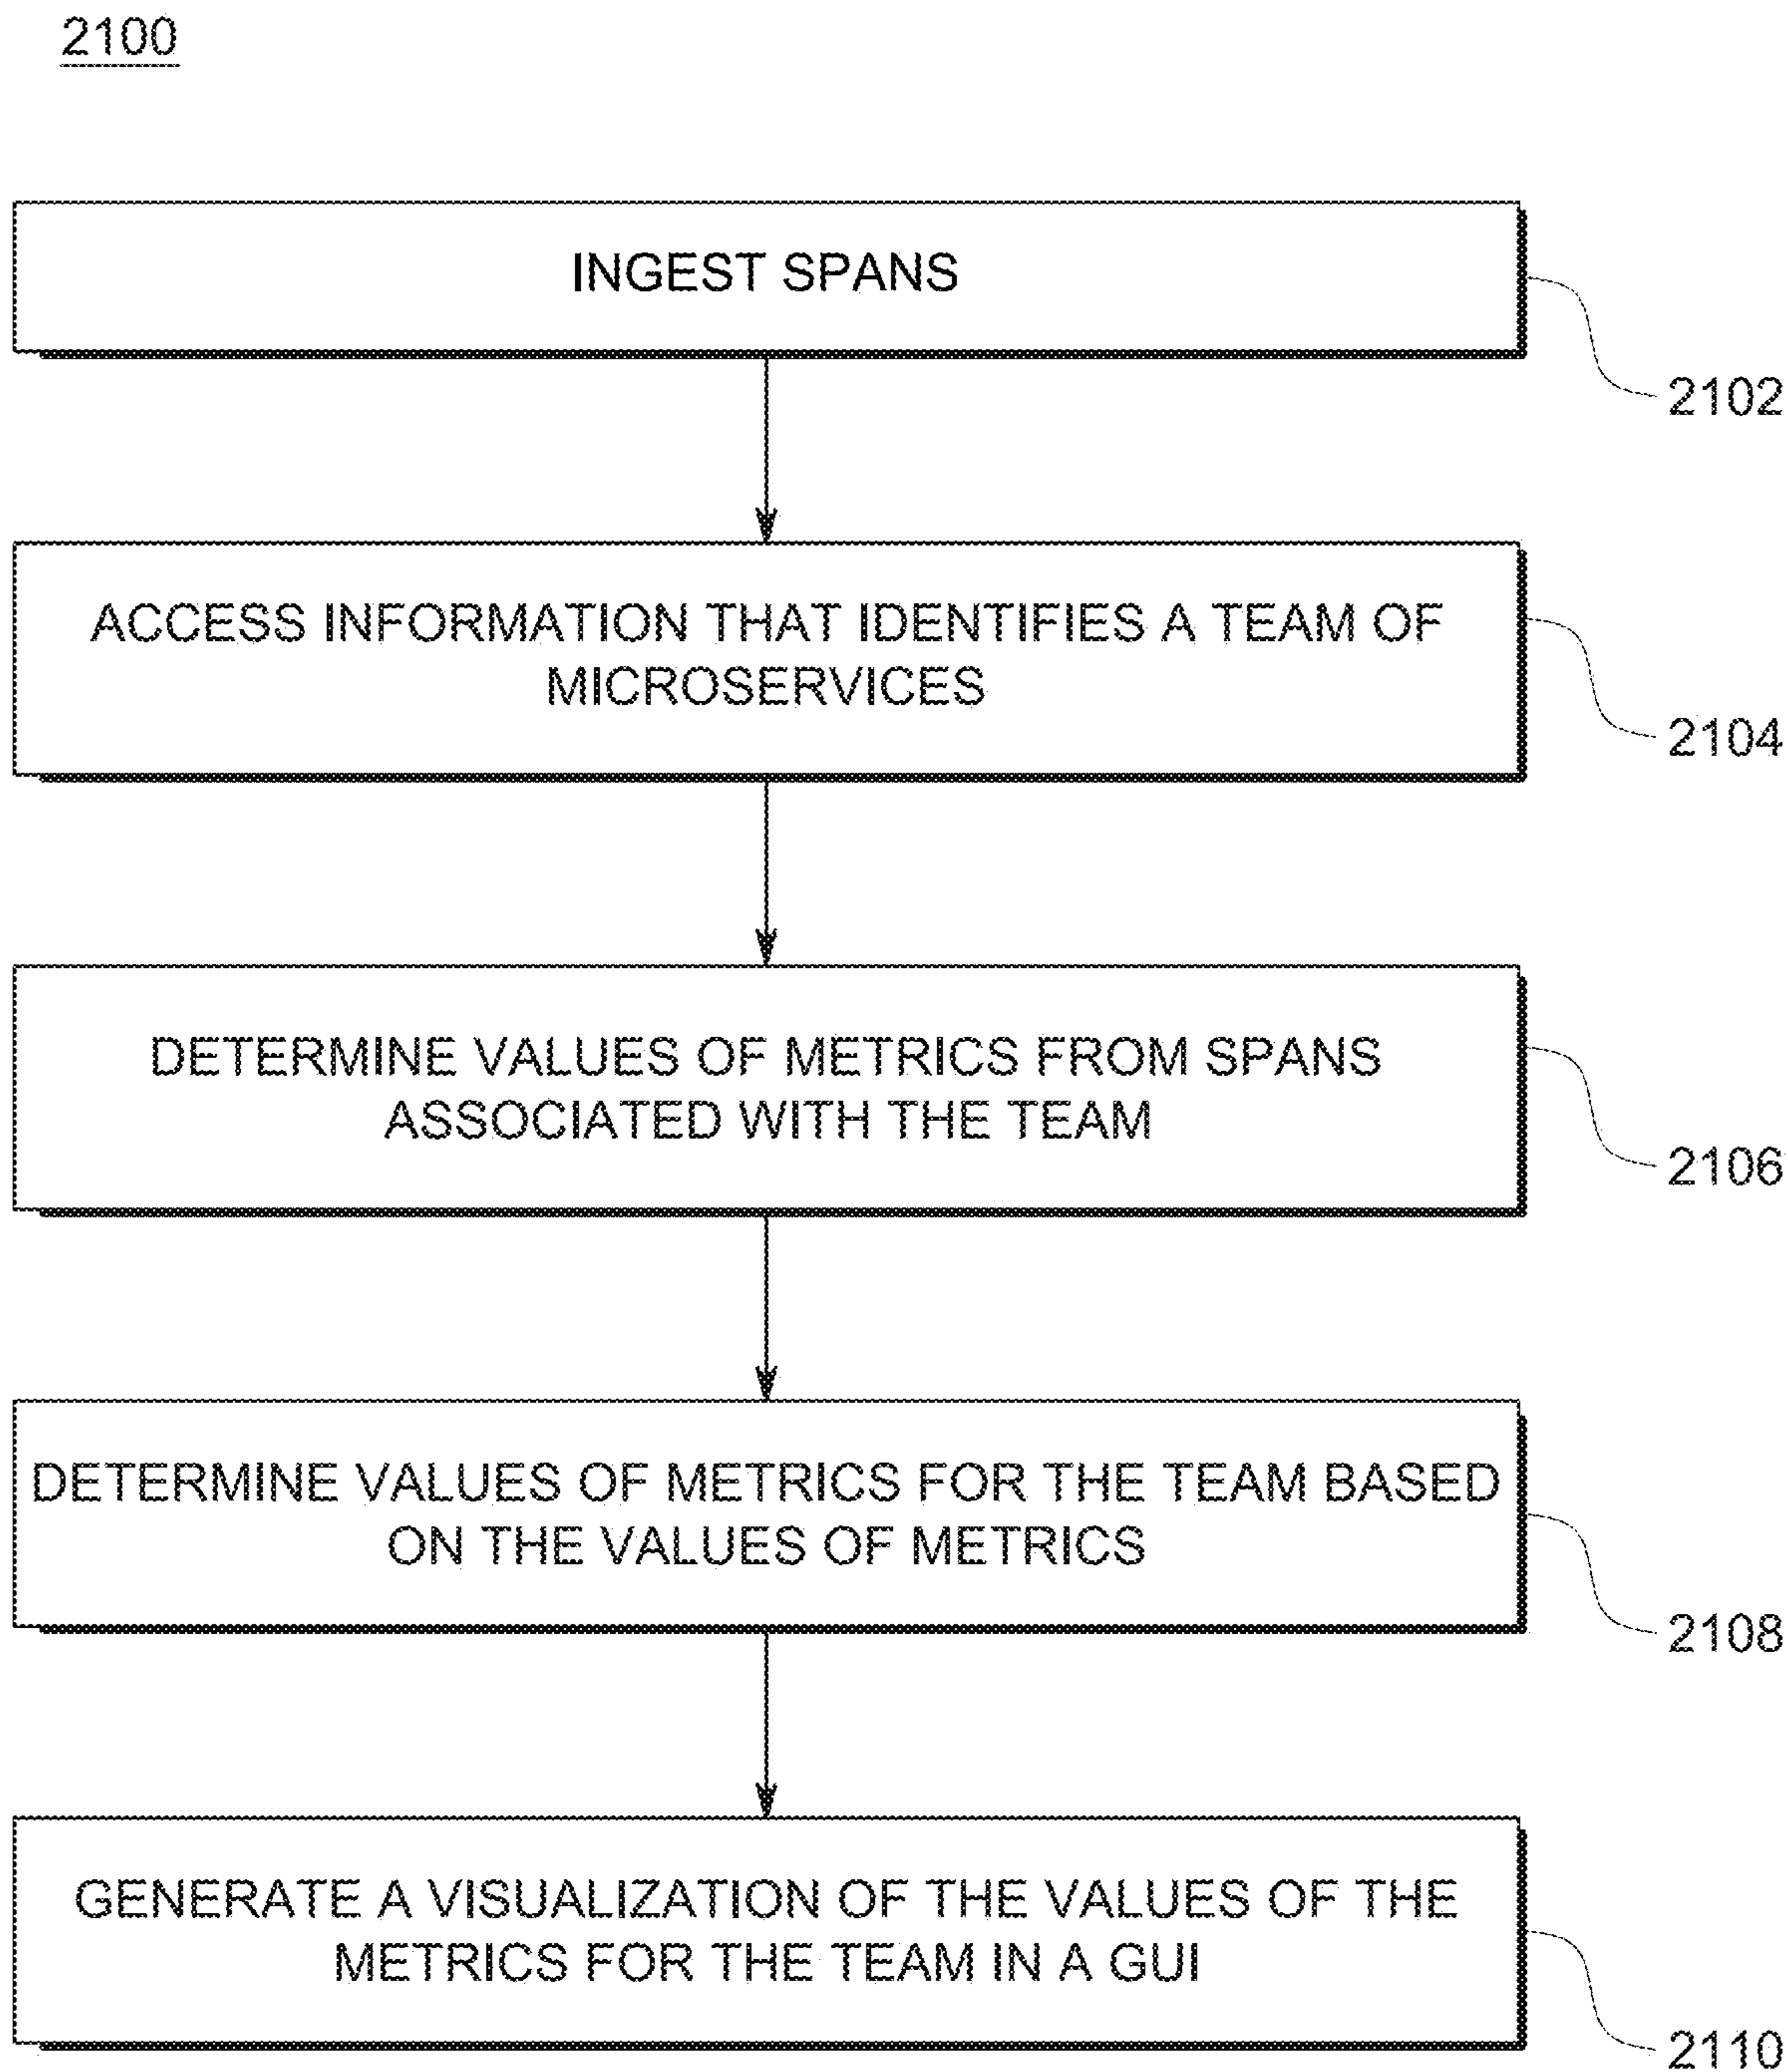 2100
INGEST SPANS
2102
ACCESS INFORMATION THAT IDENTIFIES A TEAM OF
MICROSERVICES
2104
DETERMINE VALUES OF METRICS FROM SPANS
ASSOCIATED WITH THE TEAM
2106
DETERMINE VALUES OF METRICS FOR THE TEAM BASED
ON THE VALUES OF METRICS
2108
GENERATE A VISUALIZATION OF THE VALUES OF THE
METRICS FOR THE TEAM IN A GUI
2110